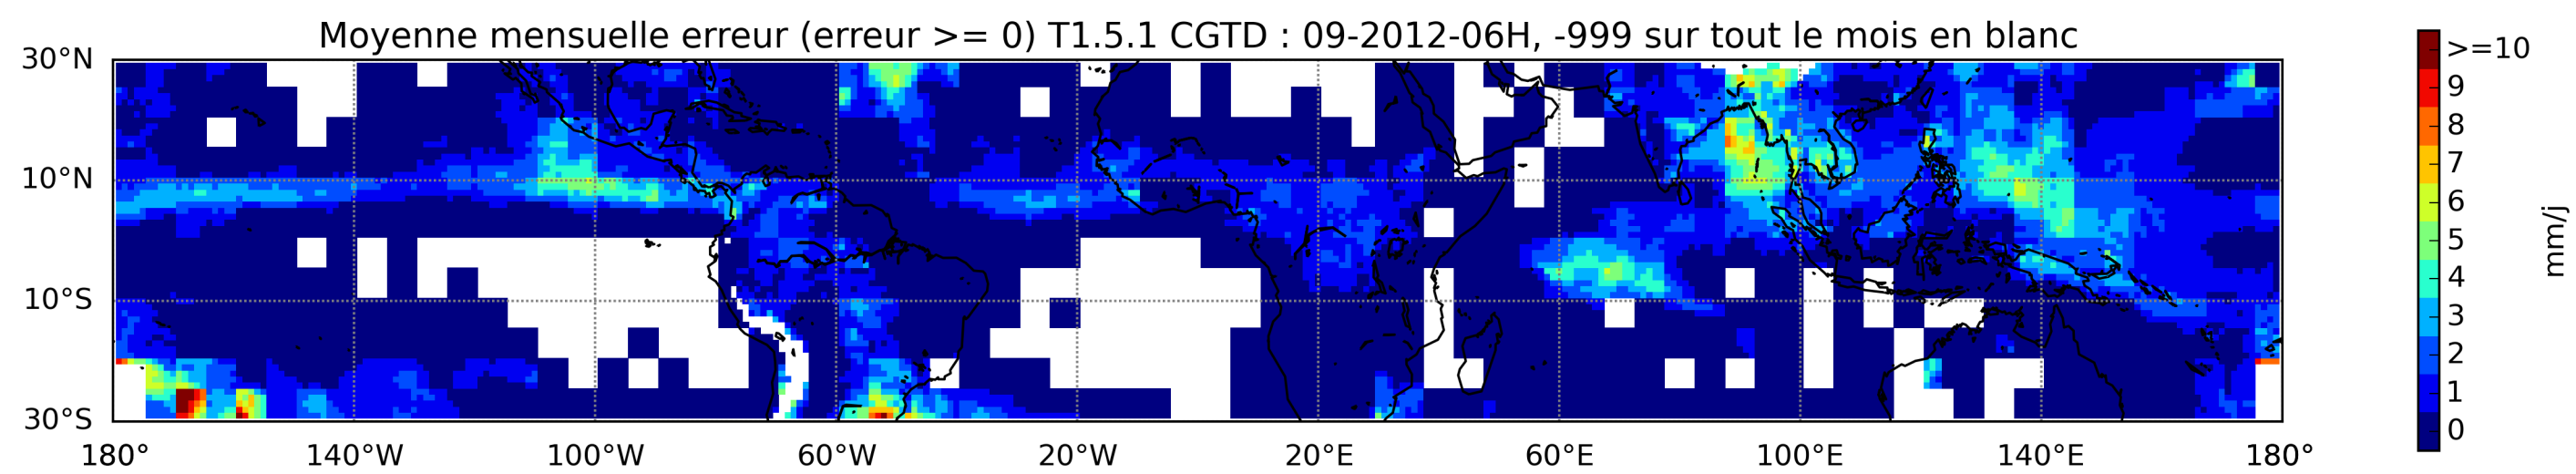 Moyenne mensuelle erreur (erreur >= 0) T1.5.1 CGTD : 09-2012-06H, -999 sur tout le mois en blanc
30°N
10°N
10°S
30°S
180°
140°W
100°W
60°W
20°W
20°E
60°E
100°E
140°E
180°
>=10
9
8
7
6
5
4
3
2
1
0
mm/j